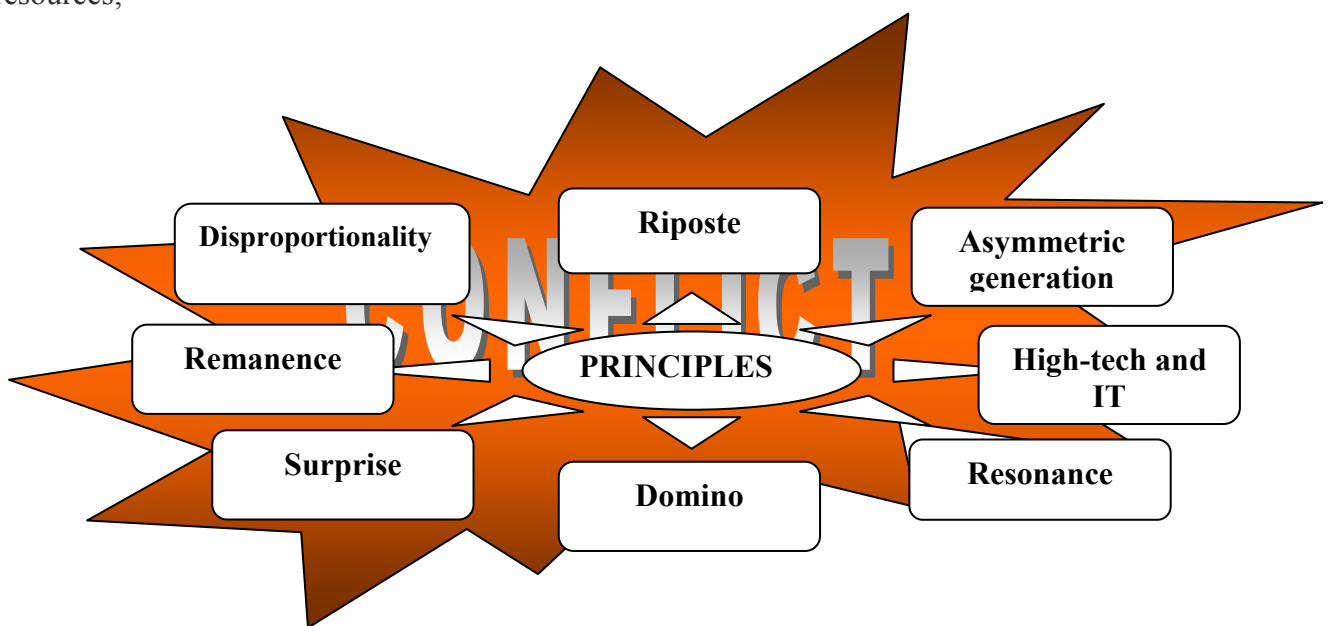 resources;
Riposte
Disproportionality
Asymmetric
generation
CONFLICT
Remanence
PRINCIPLES
High-tech and
IT
Surprise
Resonance
Domino